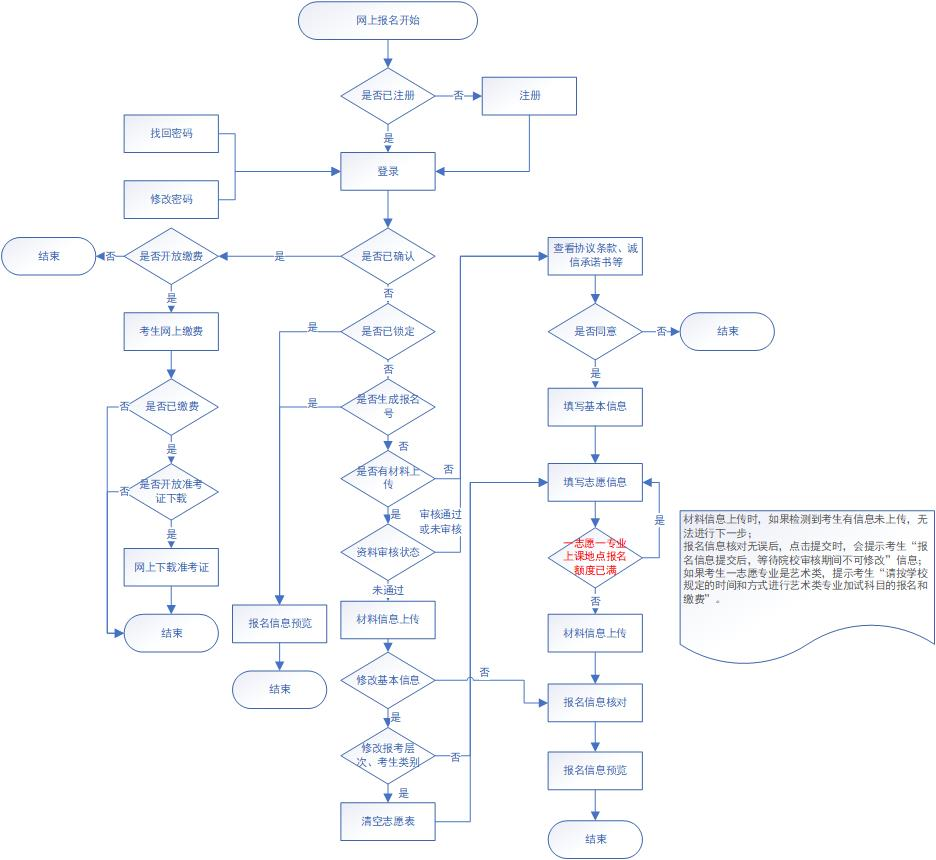 网上报名开始
是否已注册
否
注册
是
找回密码
登录
修改密码
结束
否
是否开放缴费
是
是否已确认
查看协议条款、诚
信承诺书等
是
否
考生网上缴费
是
是否已锁定
是否同意
否
结束
否
是
否
是否已缴费
是
是否生成报名
号
填写基本信息
是
否
否
是否开放准考
证下载
是否有材料上
传
否
填写志愿信息
是
是
审核通过
或未审核
是
网上下载准考证
资料审核状态
一志愿一专业
上课地点报名
额度已满
材料信息上传时，如果检测到考生有信息未上传，无
法进行下一步；
报名信息核对无误后，点击提交时，会提示考生“报
名信息提交后，等待院校审核期间不可修改”信息；
如果考生一志愿专业是艺术类，提示考生“请按学校
规定的时间和方式进行艺术类专业加试科目的报名和
缴费”。
未通过
否
结束
报名信息预览
材料信息上传
材料信息上传
结束
修改基本信息
否
报名信息核对
是
修改报考层
次、考生类别
否
报名信息预览
是
清空志愿表
结束